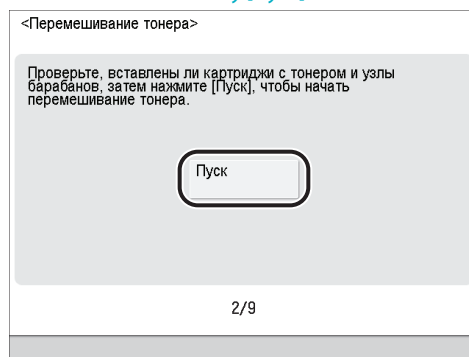 <Перемешивание тонера>
Проверьте, вставлены ли картриджи с тонером и узлы
барабанов, затем нажмите [Пуск], чтобы начать
перемешивание тонера.
Пуск
2/9